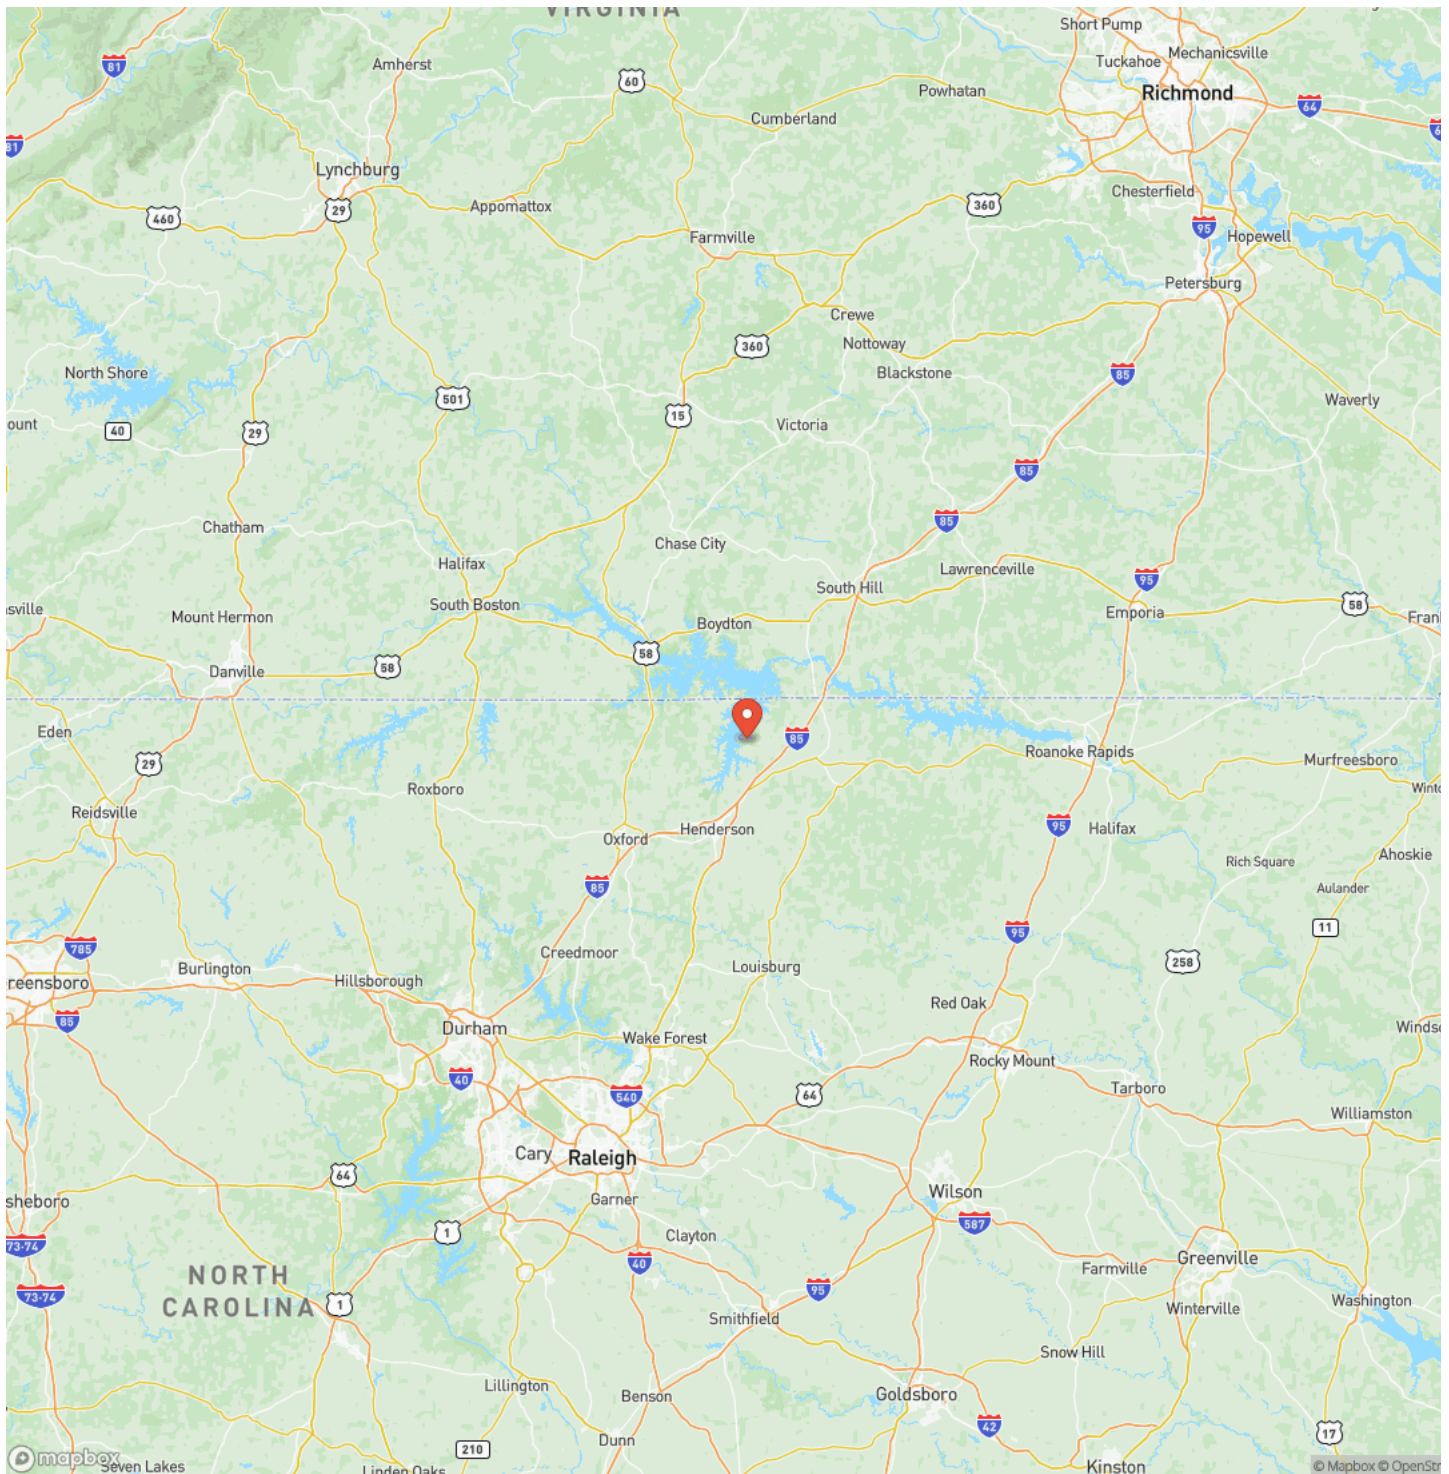 VIRGINIA
Short Pump
81
Amherst
60
Tuckahoe
Mechanicsville
Powhatan
Richmond
64
Cumberland
81
Lynchburg
Chesterfield
460
29
Appomattox
360
95
Farmville
Hopewell
Petersburg
Crewe
360
Nottoway
North Shore
Blackstone
85
501
Waverly
15
ount
40
29
Victoria
85
85
Chatham
Chase City
Halifax
Lawrenceville
South Hill
95
nsville
South Boston
58
Mount Hermon
Boydton
Emporia
Fran
58
58
Danville
Eden
85
Roanoke Rapids
29
Murfreesboro
Roxboro
Winto
Reidsville
95
Halifax
Henderson
Oxford
Ahoskie
Rich Square
85
Aulander
11
95
785
Creedmoor
258
Burlington
Louisburg
Hillsborough
reensboro
Red Oak
85
Durham
Windso
Wake Forest
Rocky Mount
40
540
64
Tarboro
Williamston
Cary
Raleigh
64
Wilson
sheboro
Garner
587
1
Clayton
73-74
40
Greenville
NORTH
CAROLINA
Farmville
95
73-74
1
Washington
Winterville
Smithfield
Snow Hill
Lillington
Benson
Goldsboro
42
17
Dunn
210
mapbox
Seven Lakes
Linden Oaks
Kinston
© Mapbox © OpenStr